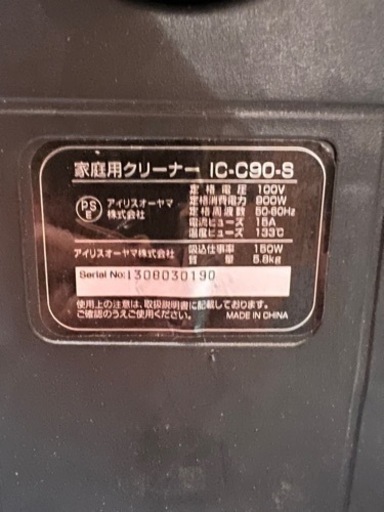 家庭用クリーナー IC-C90-S
PS
E
アイリスオーヤマ
株式会社
定格電圧 100V
定格消費電力 900W
定格周波数 50-60Hz
電流ヒューズ 15A
温度ヒューズ 133℃
アイリスオーヤマ株式会社
吸込仕事率 150W
質量 5.8kg
Serial No: 1308030190
使用上の注意は、取扱説明書に記載しております。
ご確認のうえご使用ください。
MADE IN CHINA